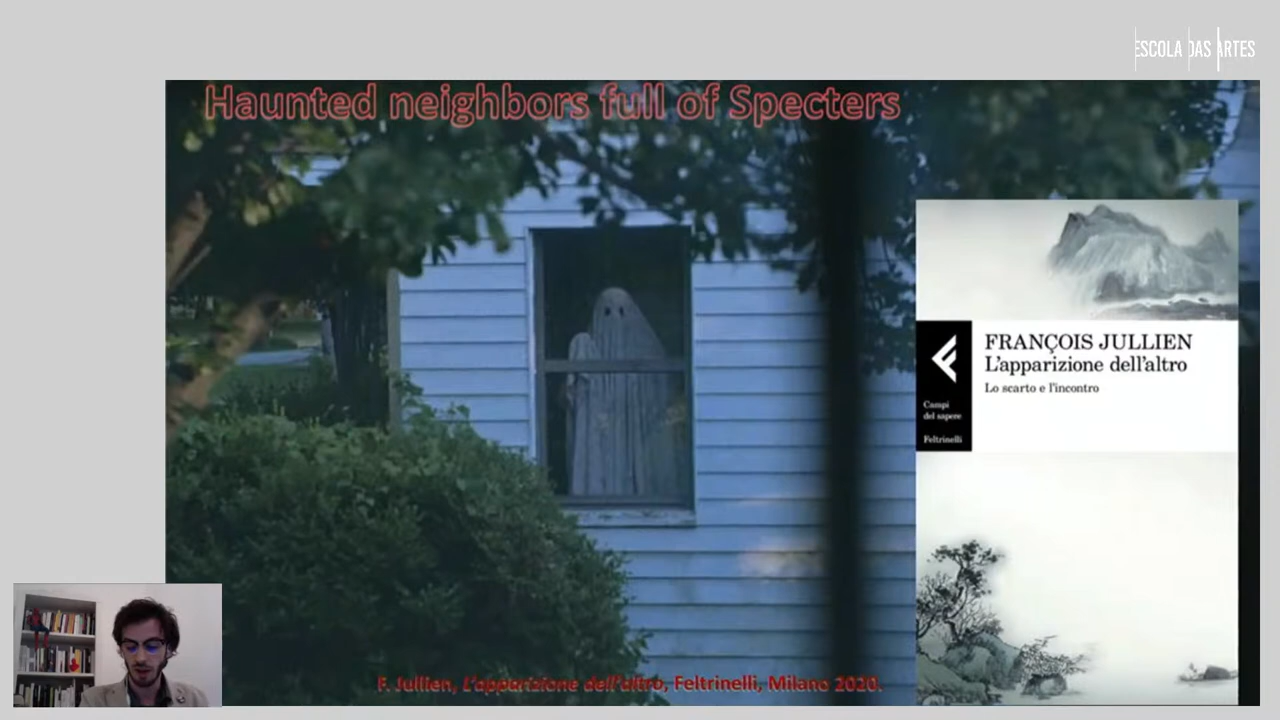 ESCOLA DAS ARTES
Haunted neighbors full of Specters
FRANÇOIS JULLIEN
L'apparizione dell'altro
Lo scarto e l'incontro
Campi
del sapere
Feltrinelli
F. Jullien, L'apparizione dell'altro, Feltrinelli, Milano 2020.